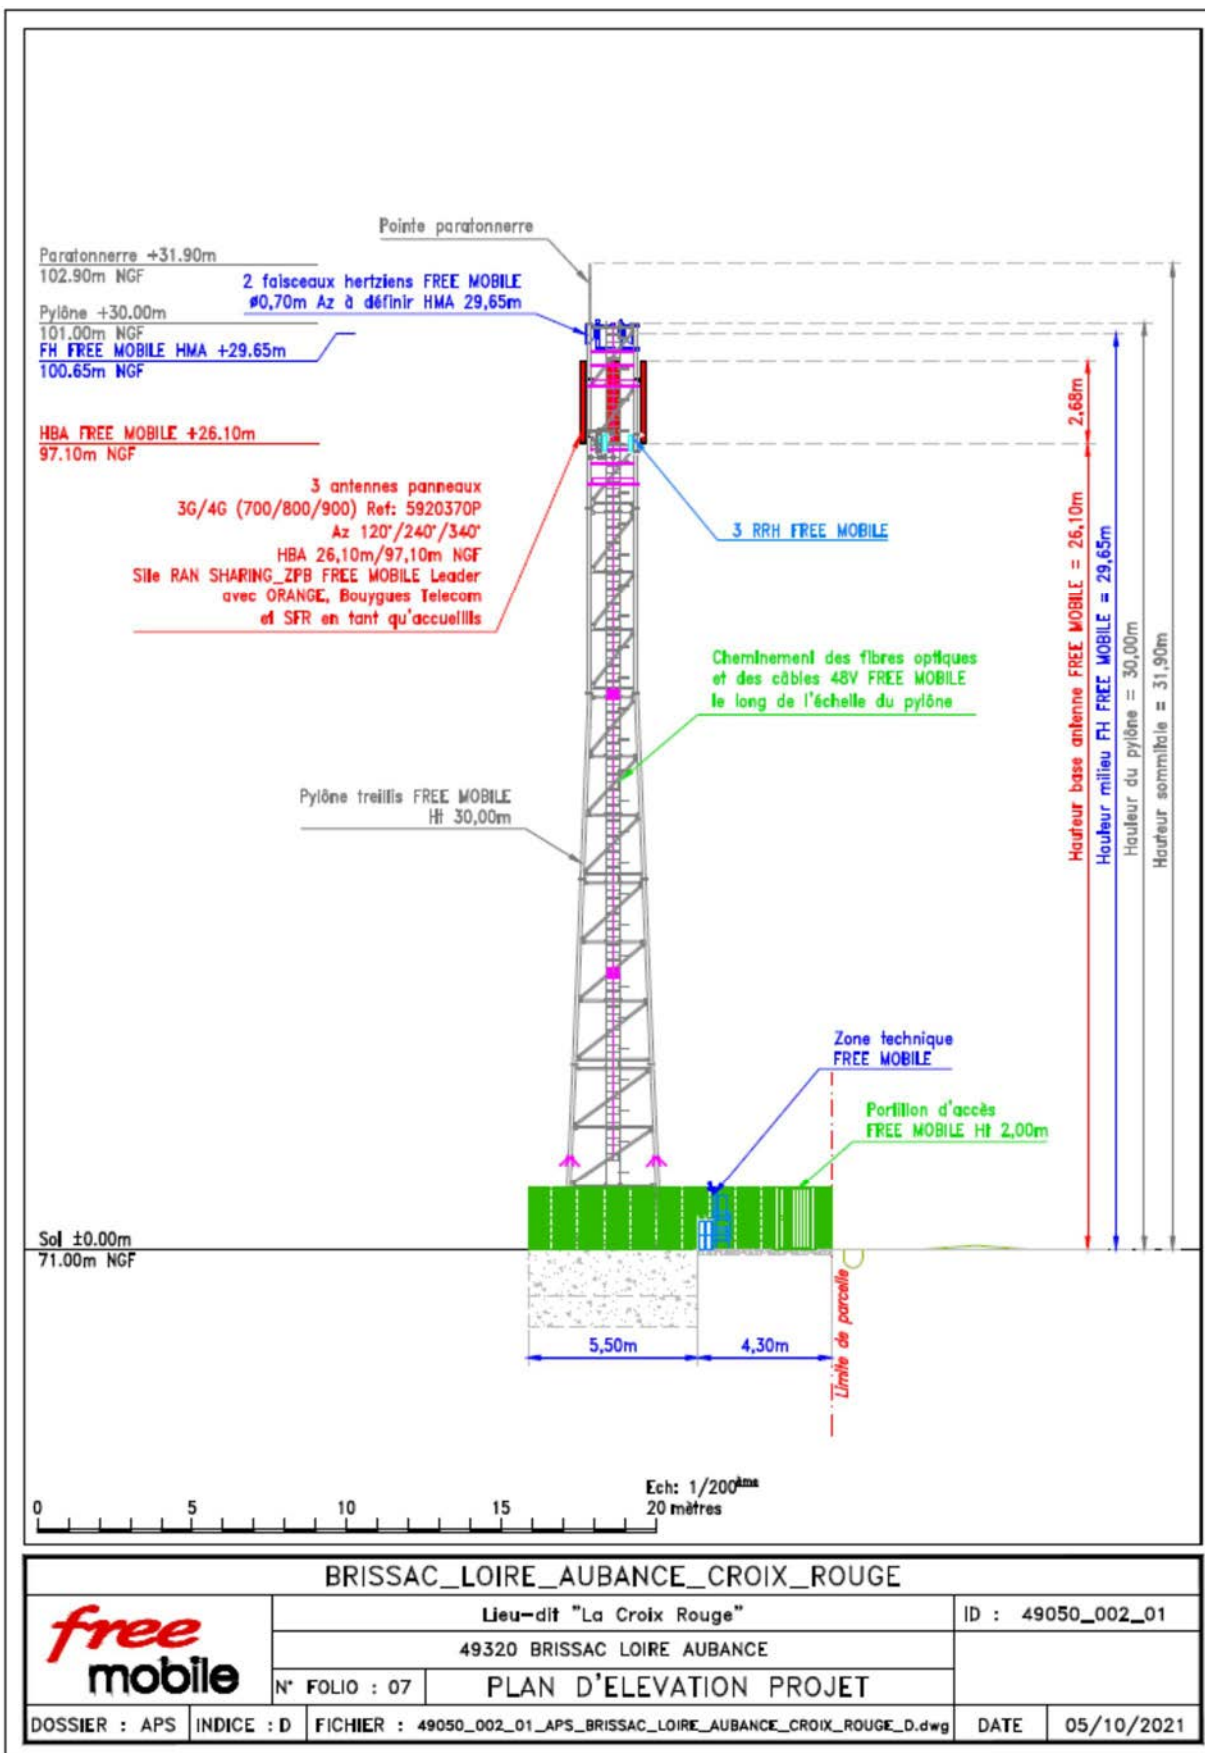 Pointe paratonnerre
Paratonnerre +31.90m
102.90m NGF
2 faisceaux hertziens FREE MOBILE
ø0,70m Az à définir HMA 29,65m
Pylône +30.00m
101.00m NGF
FH FREE MOBILE HMA +29.65m
100.65m NGF
HBA FREE MOBILE +26.10m
97.10m NGF
3 antennes panneaux
3G/4G (700/800/900) Ref: 5920370P
Az 120°/240°/340°
HBA 26,10m/97,10m NGF
Site RAN SHARING_ZPB FREE MOBILE Leader
avec ORANGE, Bouygues Telecom
et SFR en tant qu'accueillis
3 RRH FREE MOBILE
2,68m
Hauteur base antenne FREE MOBILE = 26,10m
Hauteur milieu FH FREE MOBILE = 29,65m
Hauteur du pylône = 30,00m
Hauteur sommitale = 31,90m
Cheminement des fibres optiques
et des câbles 48V FREE MOBILE
le long de l'échelle du pylône
Pylône treillis FREE MOBILE
Ht 30,00m
Zone technique
FREE MOBILE
Portillon d'accès
FREE MOBILE Ht 2,00m
Sol ±0.00m
71.00m NGF
5,50m
4,30m
Limite de parcelle
Ech: 1/200ème
0 5 10 15 20 mètres
BRISSAC_LOIRE_AUBANCE_CROIX_ROUGE
free
mobile
Lieu-dit "La Croix Rouge"
ID : 49050_002_01
49320 BRISSAC LOIRE AUBANCE
N° FOLIO : 07
PLAN D'ELEVATION PROJET
DOSSIER : APS
INDICE : D
FICHIER : 49050_002_01_APS_BRISSAC_LOIRE_AUBANCE_CROIX_ROUGE_D.dwg
DATE
05/10/2021